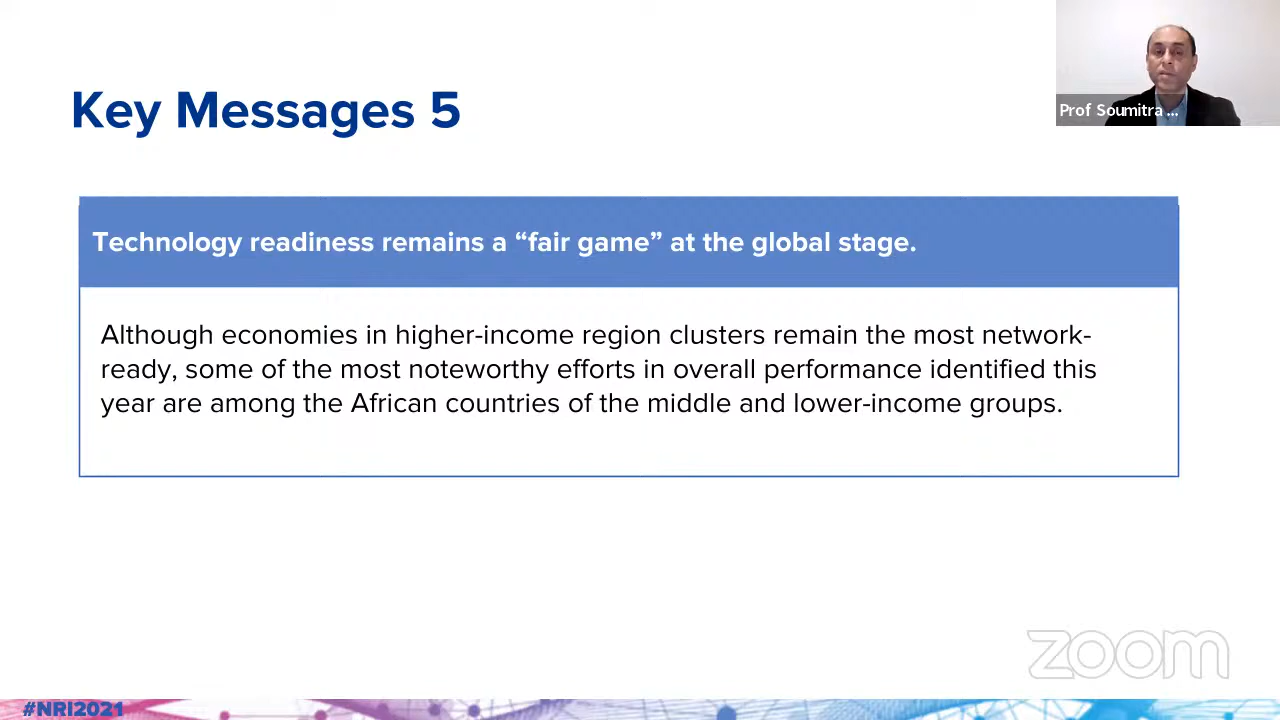 Prof Soumitra ...
Key Messages 5
Technology readiness remains a “fair game” at the global stage.
Although economies in higher-income region clusters remain the most network-
ready, some of the most noteworthy efforts in overall performance identified this
year are among the African countries of the middle and lower-income groups.
zoom
#NRI2021